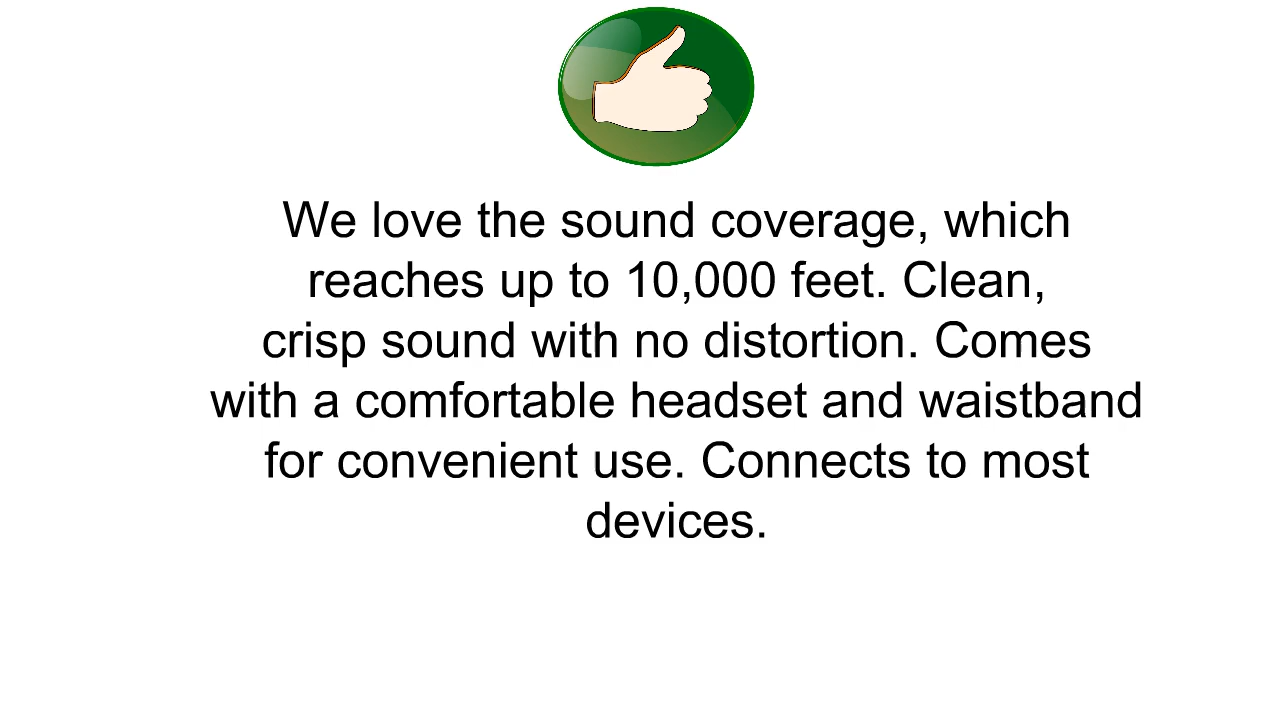 We love the sound coverage, which
reaches up to 10,000 feet. Clean,
crisp sound with no distortion. Comes
with a comfortable headset and waistband
for convenient use. Connects to most
devices.